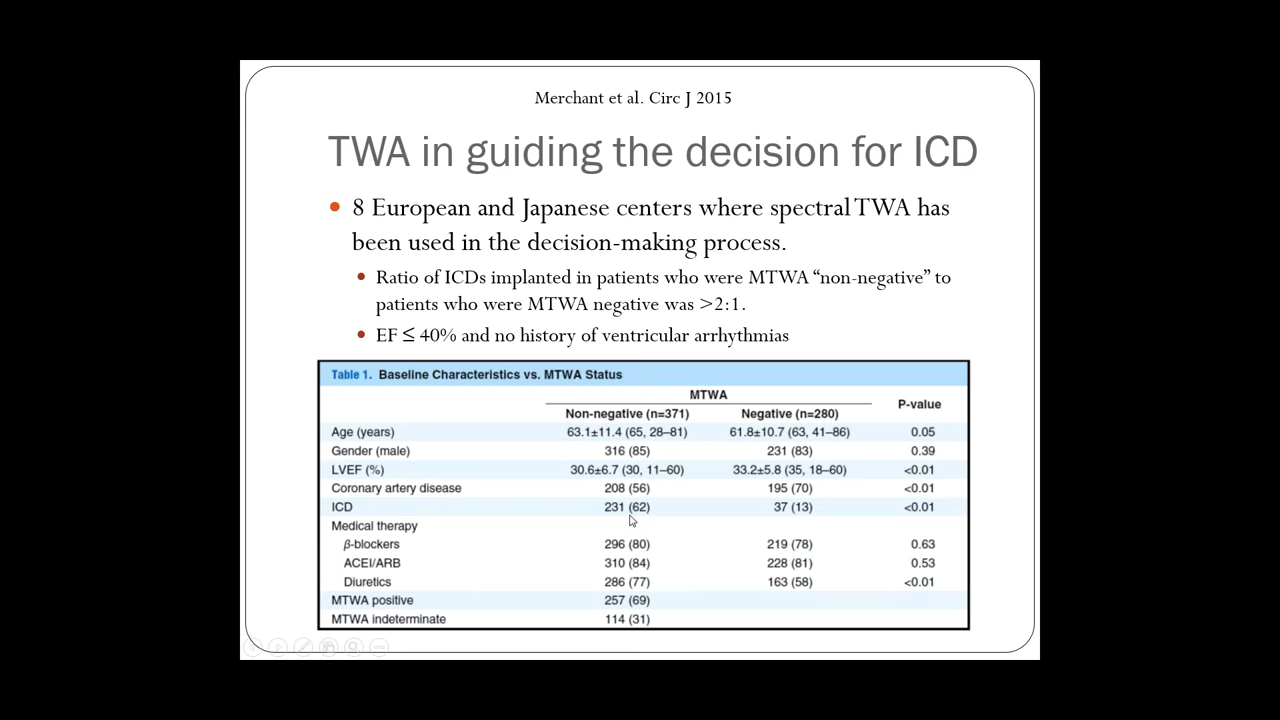 Merchant et al. Circ J 2015
TWA in guiding the decision for ICD
8 European and Japanese centers where spectral TWA has
been used in the decision-making process.
Ratio of ICDs implanted in patients who were MTWA “non-negative” to
patients who were MTWA negative was >2:1.
EF ≤ 40% and no history of ventricular arrhythmias
Table 1. Baseline Characteristics vs. MTWA Status
MTWA
P-value
Non-negative (n=371) Negative (n=280)
Age (years) 63.1±11.4 (65, 28–81) 61.8±10.7 (63, 41–86) 0.05
Gender (male) 316 (85) 231 (83) 0.39
LVEF (%) 30.6±6.7 (30, 11–60) 33.2±5.8 (35, 18–60) <0.01
Coronary artery disease 208 (56) 195 (70) <0.01
ICD 231 (62) 37 (13) <0.01
Medical therapy
β-blockers 296 (80) 219 (78) 0.63
ACEI/ARB 310 (84) 228 (81) 0.53
Diuretics 286 (77) 163 (58) <0.01
MTWA positive 257 (69)
MTWA indeterminate 114 (31)